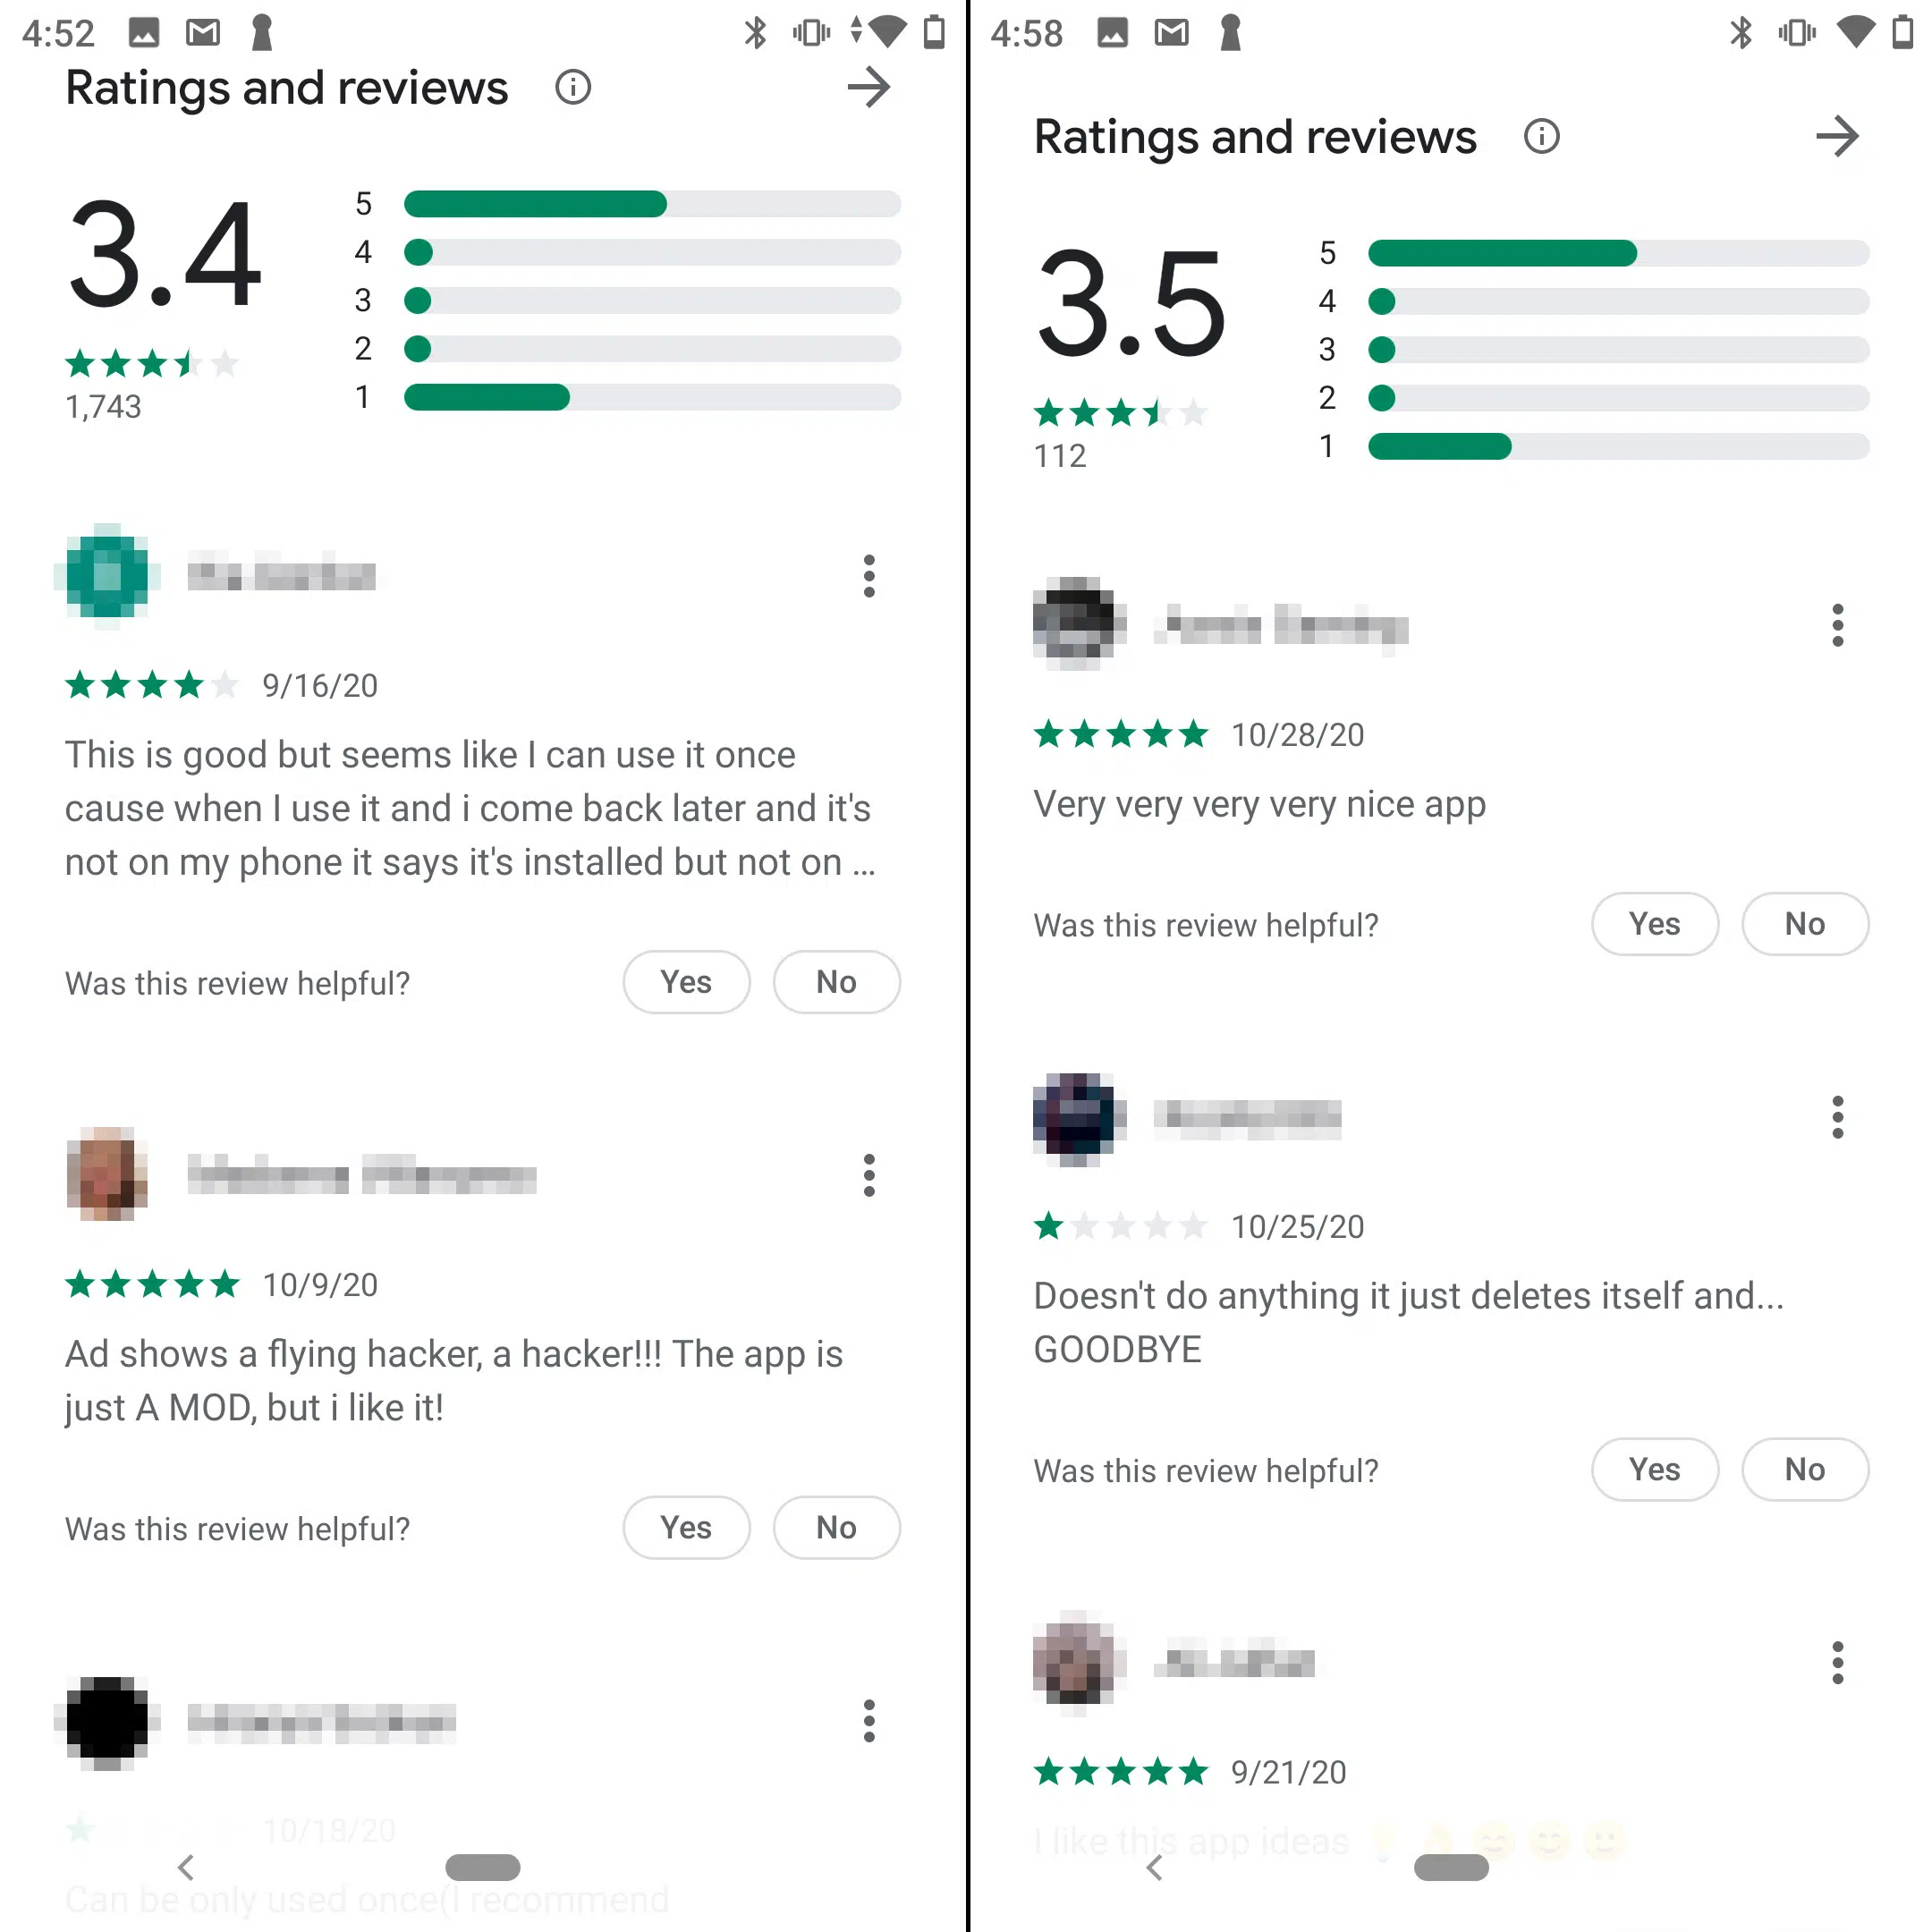 4:52
Ratings and reviews
3.4
5
4
3
2
1
1,743
9/16/20
This is good but seems like I can use it once
cause when I use it and i come back later and it's
not on my phone it says it's installed but not on ...
Was this review helpful?
Yes
No
10/9/20
Ad shows a flying hacker, a hacker!!! The app is
just A MOD, but i like it!
Was this review helpful?
Yes
No
10/18/20
Can be only used once(I recommend
4:58
Ratings and reviews
3.5
5
4
3
2
1
112
10/28/20
Very very very very nice app
Was this review helpful?
Yes
No
10/25/20
Doesn't do anything it just deletes itself and...
GOODBYE
Was this review helpful?
Yes
No
9/21/20
I like this app ideas 💡👌😄😊🙂